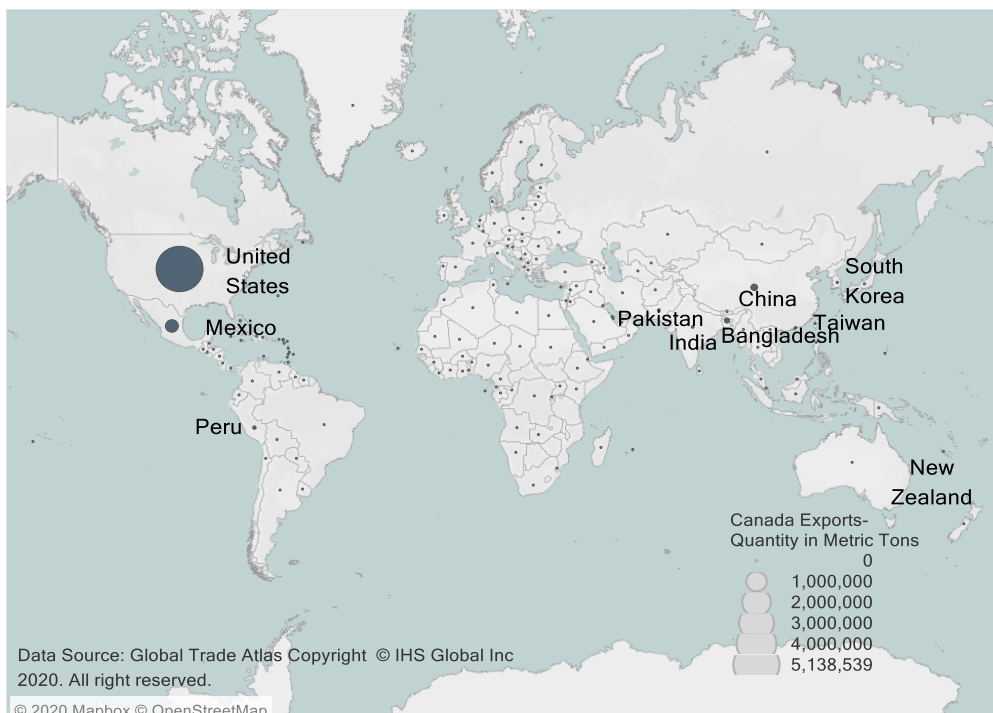 United
States
South
Korea
China
Mexico
Pakistan
Taiwan
India
Bangladesh
Peru
New
Zealand
Canada Exports-
Quantity in Metric Tons
0
1,000,000
2,000,000
3,000,000
4,000,000
5,138,539
Data Source: Global Trade Atlas Copyright © IHS Global Inc
2020. All right reserved.
© 2020 Mapbox © OpenStreetMap